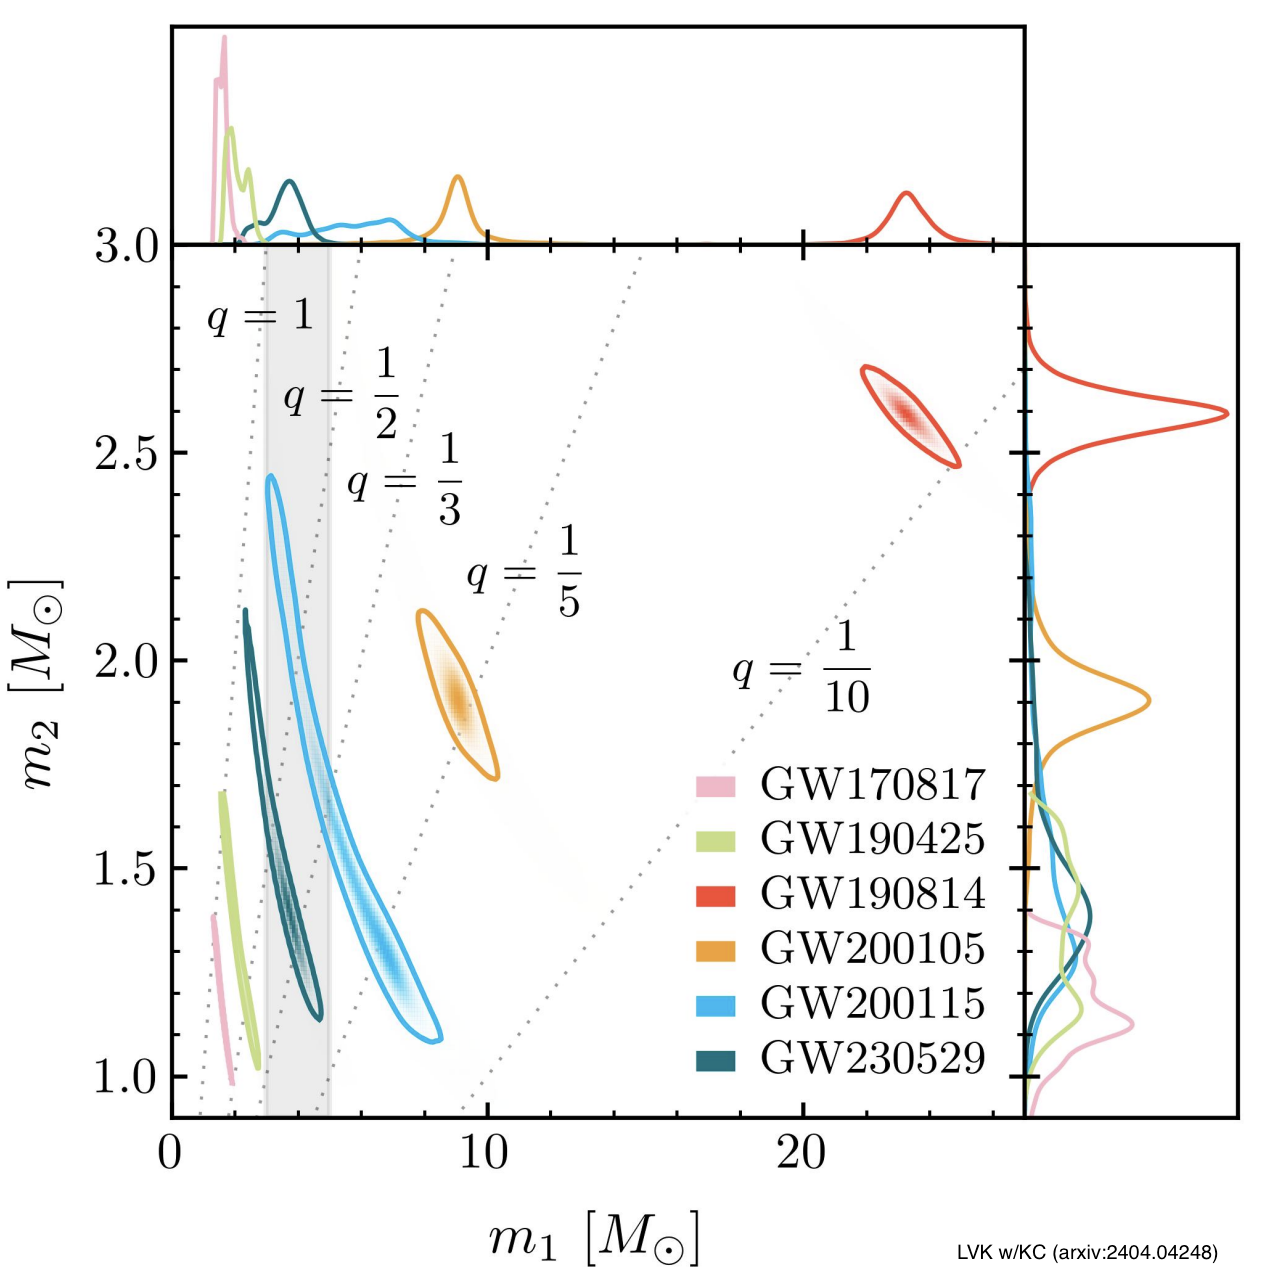 3.0
2.5
2.0
1.5
1.0
m₂ [M⊙]
q = 1
q = 1/2
q = 1/3
q = 1/5
q = 1/10
GW170817
GW190425
GW190814
GW200105
GW200115
GW230529
0 10 20
m₁ [M⊙]
LVK w/KC (arxiv:2404.04248)